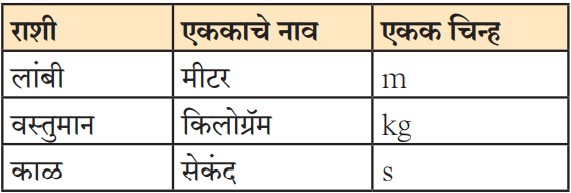 राशी एककाचे नाव एकक चिन्ह
लांबी मीटर m
वस्तुमान किलोग्रॅम kg
काळ सेकंद s